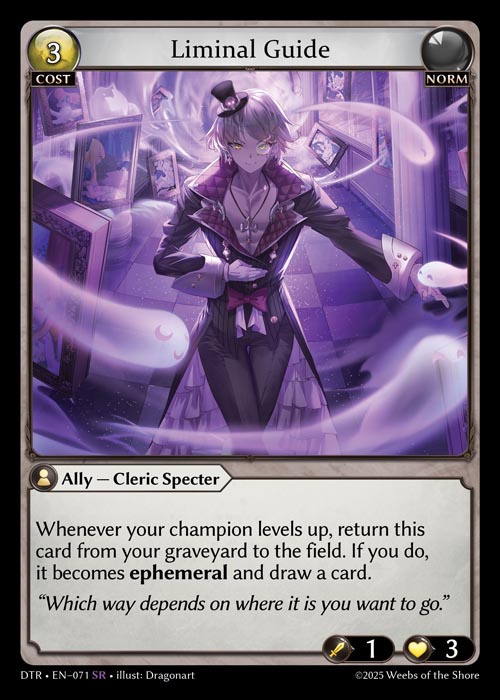 3
Liminal Guide
COST
NORM
Ally — Cleric Specter
Whenever your champion levels up, return this
card from your graveyard to the field. If you do,
it becomes ephemeral and draw a card.
“Which way depends on where it is you want to go.”
1
3
DTR • EN–071 SR • illust: Dragonart
©2025 Weebs of the Shore